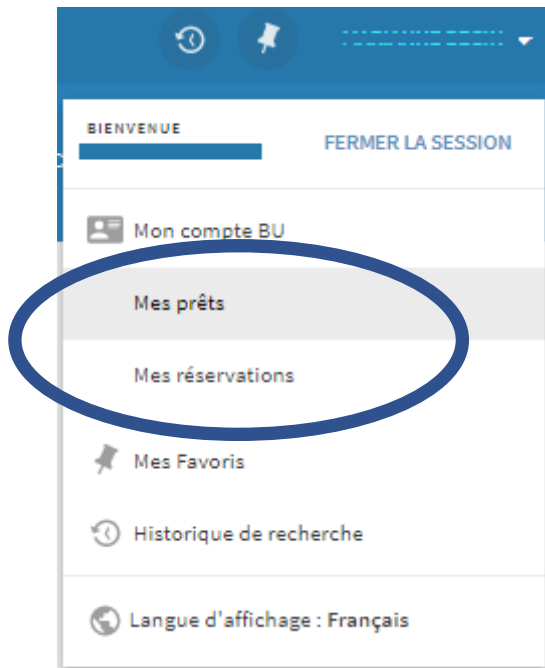 BIENVENUE
FERMER LA SESSION
Mon compte BU
Mes prêts
Mes réservations
Mes Favoris
Historique de recherche
Langue d'affichage : Français